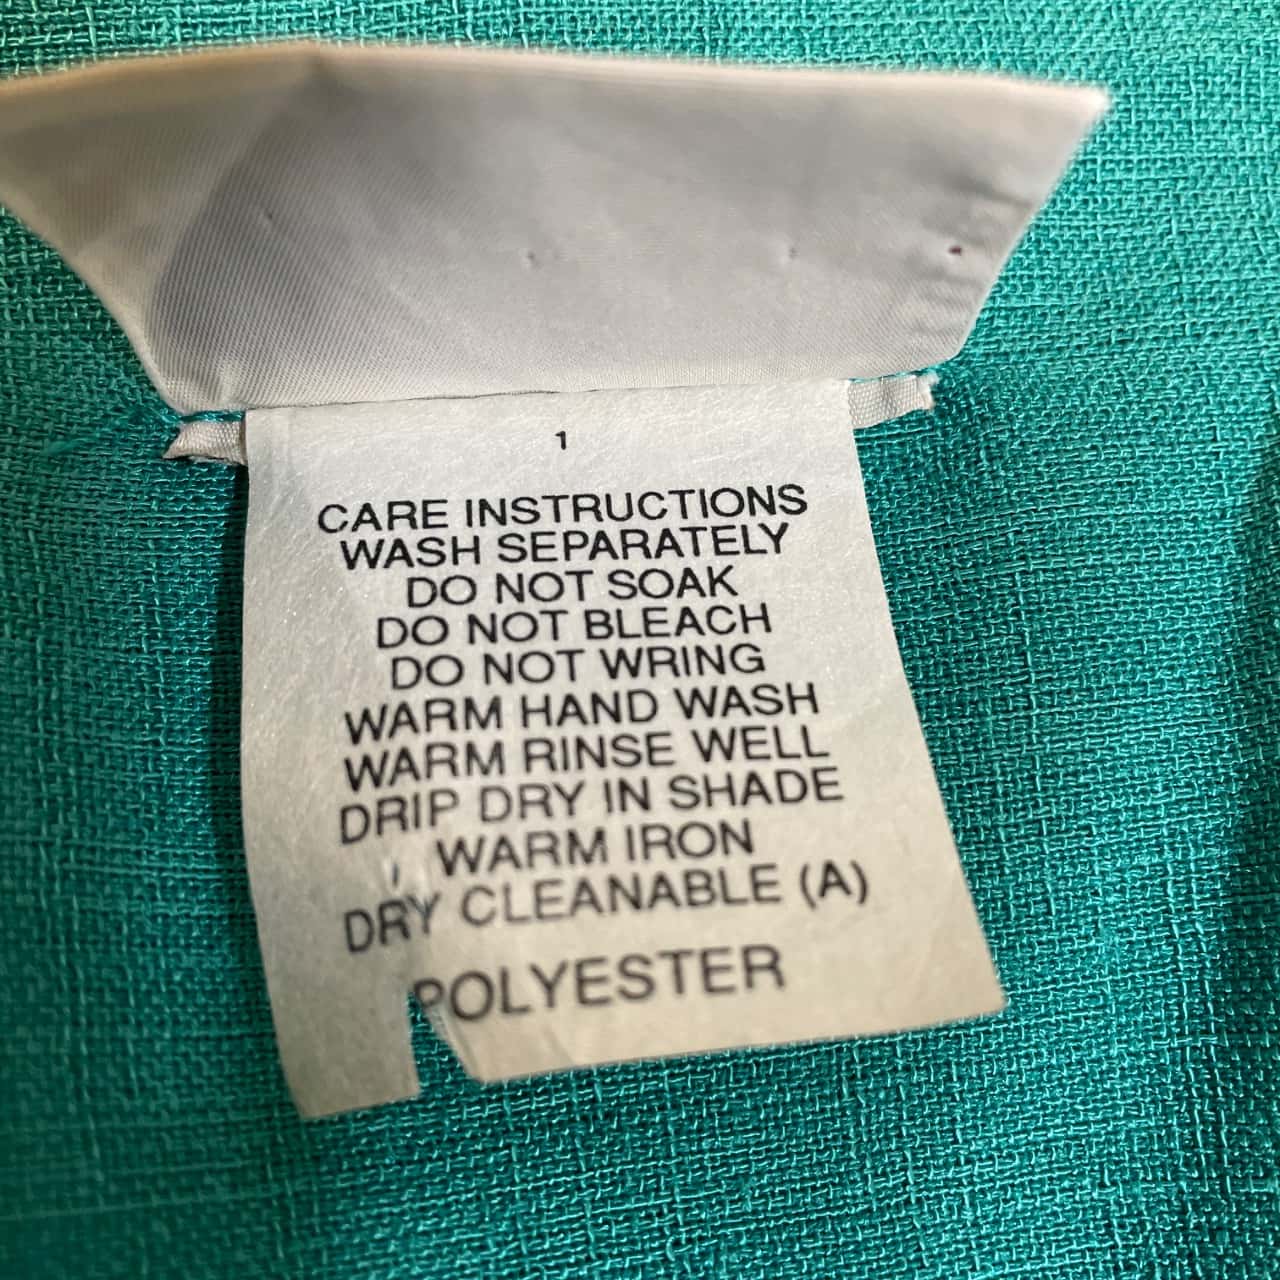 1
CARE INSTRUCTIONS
WASH SEPARATELY
DO NOT SOAK
DO NOT BLEACH
DO NOT WRING
WARM HAND WASH
WARM RINSE WELL
DRIP DRY IN SHADE
WARM IRON
DRY CLEANABLE (A)
POLYESTER